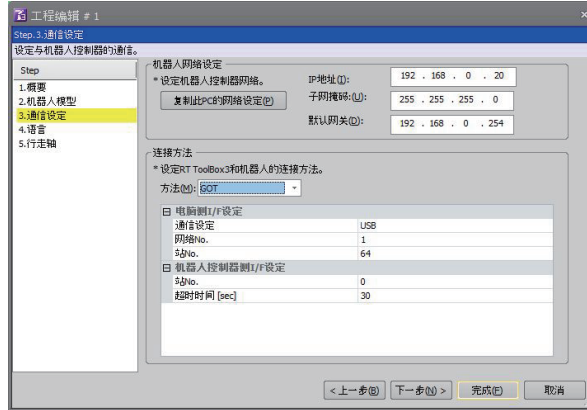 工程编辑 # 1
Step.3.通信设定
设定与机器人控制器的通信。
Step
1.概要
2.机器人模型
3.通信设定
4.语言
5.行走轴
机器人网络设定
* 设定机器人控制器网络。
复制此PC的网络设定(P)
IP地址(I):
192 . 168 . 0 . 20
子网掩码:(U):
255 . 255 . 255 . 0
默认网关(D):
192 . 168 . 0 . 254
连接方法
* 设定RT ToolBox3和机器人的连接方法。
方法(M): GOT
电脑侧I/F设定
通信设定 USB
网络No. 1
站No. 64
机器人控制器侧I/F设定
站No. 0
超时时间 [sec] 30
< 上一步(B)
下一步(N) >
完成(F)
取消